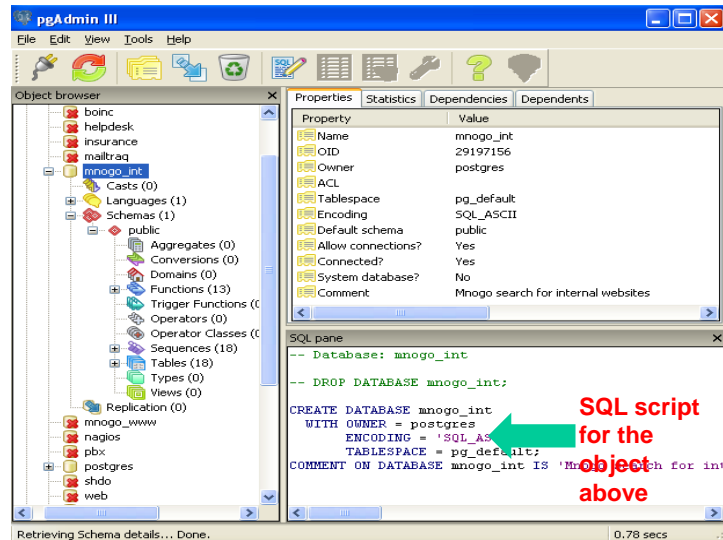 pgAdmin III
File Edit View Tools Help
Object browser
boinc
helpdesk
insurance
mailtraq
mnogo_int
Casts (0)
Languages (1)
Schemas (1)
public
Aggregates (0)
Conversions (0)
Domains (0)
Functions (13)
Trigger Functions (
Operators (0)
Operator Classes (
Sequences (18)
Tables (18)
Types (0)
Views (0)
Replication (0)
mnogo_www
nagios
pbx
postgres
shdo
web
Properties Statistics Dependencies Dependents
Property Value
Name mnogo_int
OID 29197156
Owner postgres
ACL
Tablespace pg_default
Encoding SQL_ASCII
Default schema public
Allow connections? Yes
Connected? Yes
System database? No
Comment Mnogo search for internal websites
SQL pane
-- Database: mnogo_int
-- DROP DATABASE mnogo_int;
CREATE DATABASE mnogo_int
WITH OWNER = postgres
ENCODING = 'SQL_AS
TABLESPACE = pg_default;
COMMENT ON DATABASE mnogo_int IS 'Mnogo search for int
SQL script
for the
object
above
Retrieving Schema details... Done. 0.78 secs